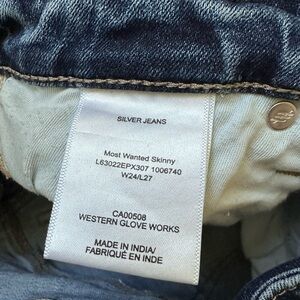 SILVER JEANS
Most Wanted Skinny
L63022EPX307 1006740
W24/L27
CA00508
WESTERN GLOVE WORKS
MADE IN INDIA/
FABRIQUÉ EN INDE